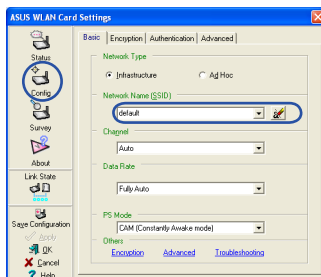 ASUS WLAN Card Settings
Status
Config
Survey
About
Link State
Save Configuration
Apply
OK
Cancel
? Help
Basic Encryption Authentication Advanced
Network Type
Infrastructure Ad Hoc
Network Name (SSID)
default
Channel
Auto
Data Rate
Fully Auto
PS Mode
CAM (Constantly Awake mode)
Others
Encryption Advanced Troubleshooting